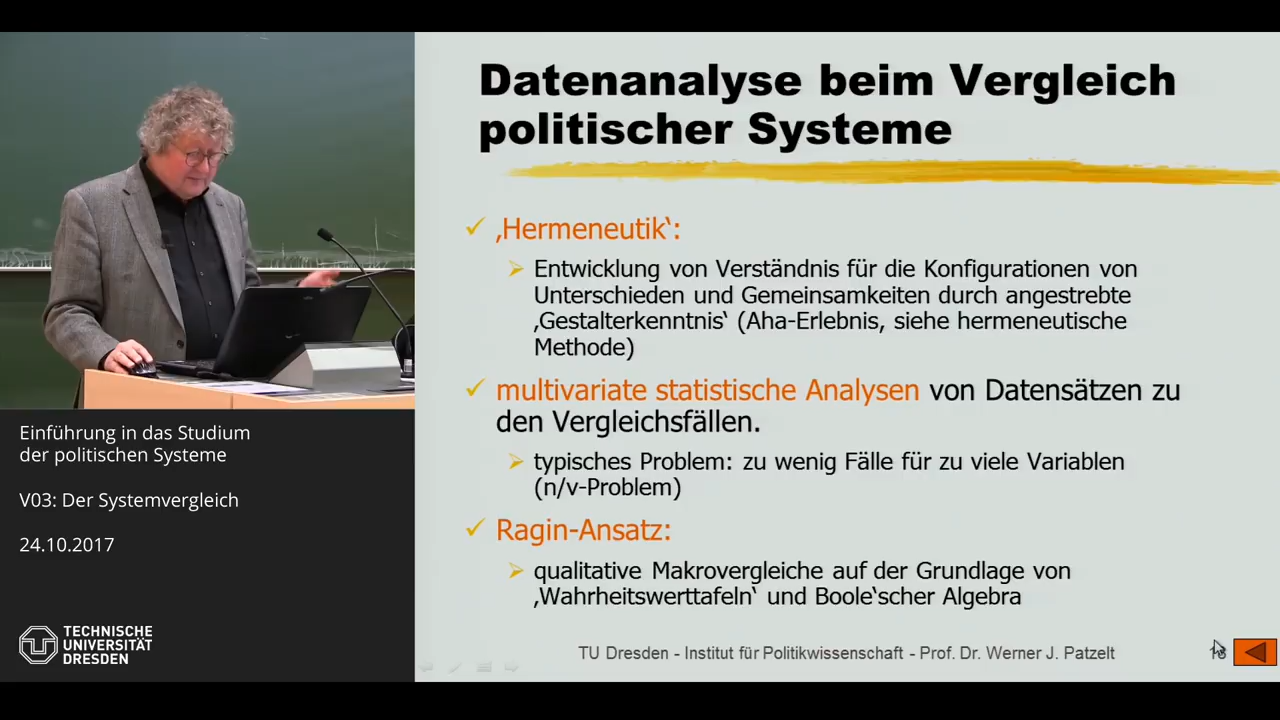 Datenanalyse beim Vergleich
politischer Systeme
‚Hermeneutik‘:
Entwicklung von Verständnis für die Konfigurationen von
Unterschieden und Gemeinsamkeiten durch angestrebte
‚Gestalterkenntnis‘ (Aha-Erlebnis, siehe hermeneutische
Methode)
multivariate statistische Analysen von Datensätzen zu
den Vergleichsfällen.
typisches Problem: zu wenig Fälle für zu viele Variablen
(n/v-Problem)
Ragin-Ansatz:
qualitative Makrovergleiche auf der Grundlage von
‚Wahrheitswerttafeln‘ und Boole‘scher Algebra
TU Dresden - Institut für Politikwissenschaft - Prof. Dr. Werner J. Patzelt
Einführung in das Studium
der politischen Systeme
V03: Der Systemvergleich
24.10.2017
TECHNISCHE
UNIVERSITÄT
DRESDEN